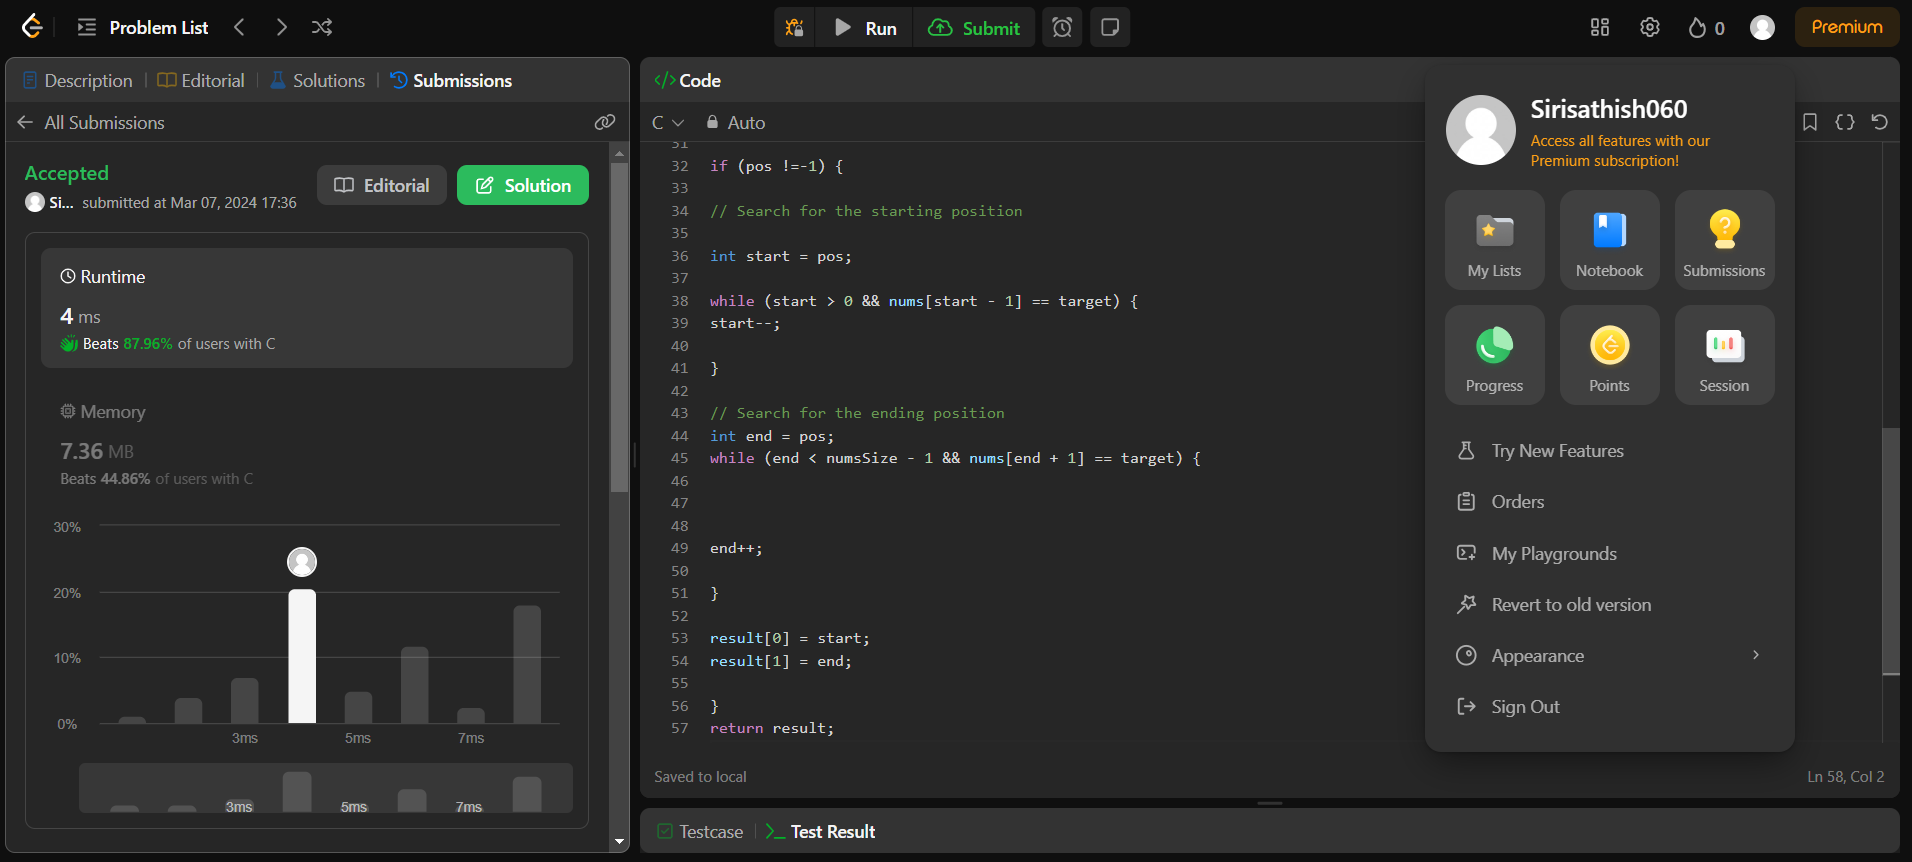 Problem List
Run
Submit
0
Premium
Description
Editorial
Solutions
Submissions
All Submissions
Accepted
Si... submitted at Mar 07, 2024 17:36
Editorial
Solution
Runtime
4 ms
Beats 87.96% of users with C
Memory
7.36 MB
Beats 44.86% of users with C
30%
20%
10%
0%
3ms
5ms
7ms
3ms
5ms
7ms
</> Code
C
Auto
31
32 if (pos !=-1) {
33
34 // Search for the starting position
35
36 int start = pos;
37
38 while (start > 0 && nums[start - 1] == target) {
39 start--;
40
41 }
42
43 // Search for the ending position
44 int end = pos;
45 while (end < numsSize - 1 && nums[end + 1] == target) {
46
47
48
49 end++;
50
51 }
52
53 result[0] = start;
54 result[1] = end;
55
56 }
57 return result;
Saved to local
Ln 58, Col 2
Testcase
Test Result
Sirisathish060
Access all features with our
Premium subscription!
My Lists
Notebook
Submissions
Progress
Points
Session
Try New Features
Orders
My Playgrounds
Revert to old version
Appearance
Sign Out